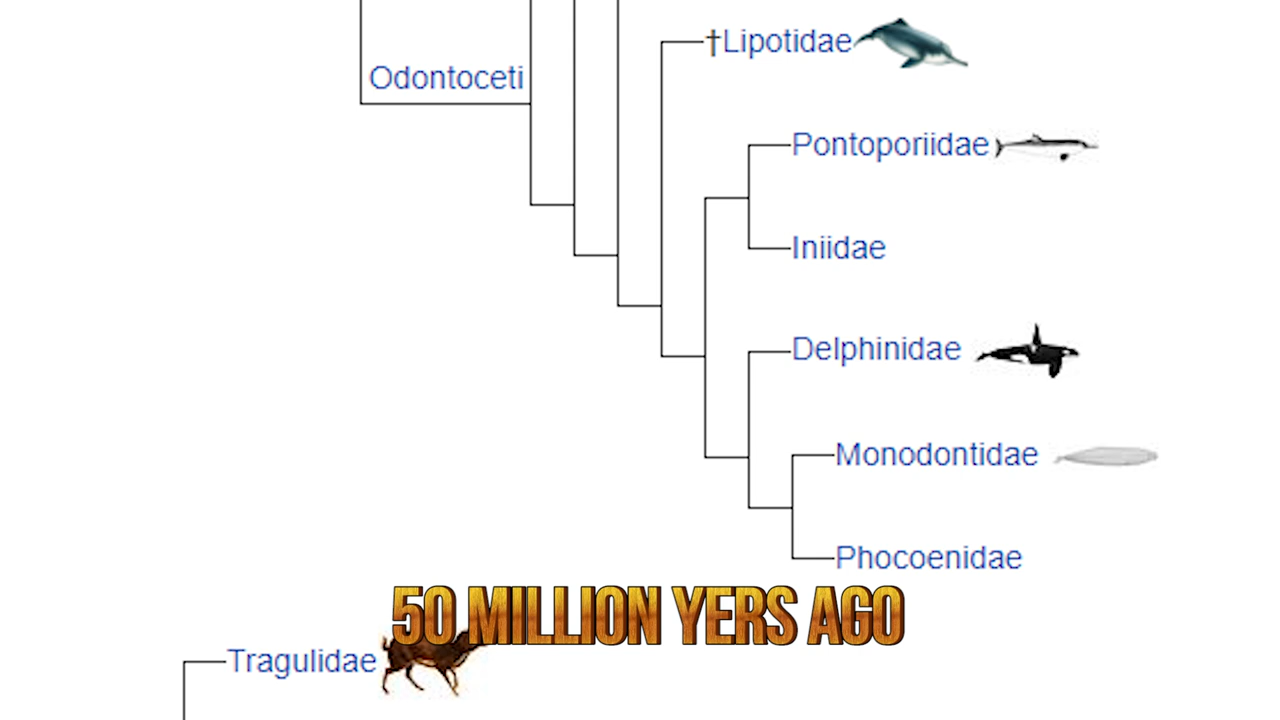 †Lipotidae
Odontoceti
Pontoporiidae
Iniidae
Delphinidae
Monodontidae
Phocoenidae
50 MILLION YERS AGO
Tragulidae